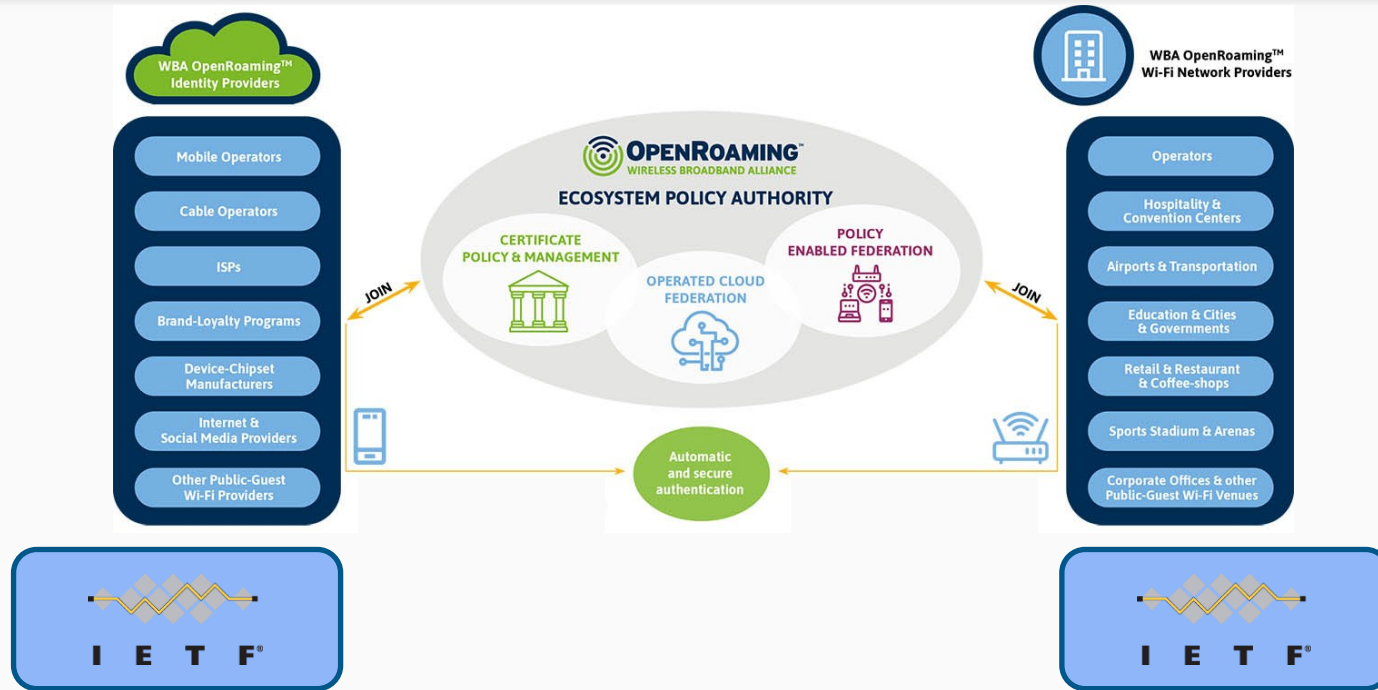 WBA OpenRoaming™
Identity Providers
Mobile Operators
Cable Operators
ISPs
Brand-Loyalty Programs
Device-Chipset
Manufacturers
Internet &
Social Media Providers
Other Public-Guest
Wi-Fi Providers
JOIN
OPENROAMING™
WIRELESS BROADBAND ALLIANCE
ECOSYSTEM POLICY AUTHORITY
CERTIFICATE
POLICY & MANAGEMENT
OPERATED CLOUD
FEDERATION
POLICY
ENABLED FEDERATION
Automatic
and secure
authentication
JOIN
WBA OpenRoaming™
Wi-Fi Network Providers
Operators
Hospitality &
Convention Centers
Airports & Transportation
Education & Cities
& Governments
Retail & Restaurant
& Coffee-shops
Sports Stadium & Arenas
Corporate Offices & other
Public-Guest Wi-Fi Venues
I E T F®
I E T F®